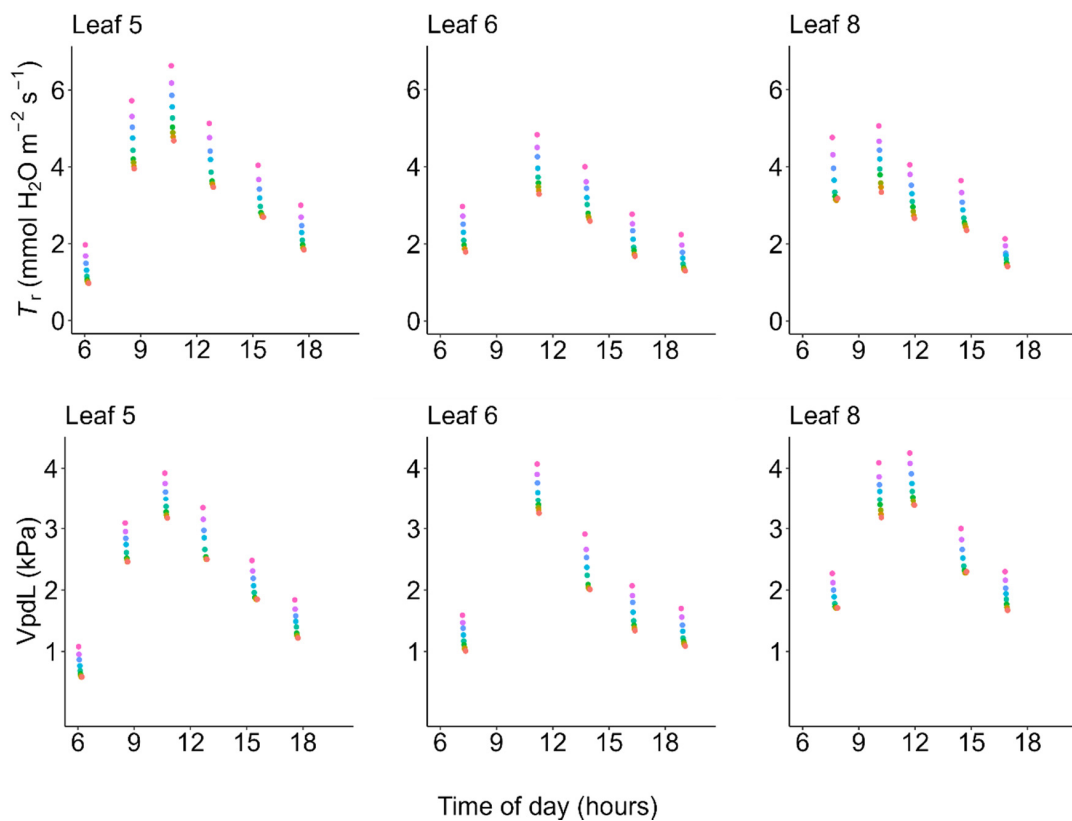 Leaf 5 Leaf 6 Leaf 8
Tr (mmol H2O m−2 s−1)
6 6 6
4 4 4
2 2 2
0 0 0
6 9 12 15 18 6 9 12 15 18 6 9 12 15 18
Leaf 5 Leaf 6 Leaf 8
VpdL (kPa)
4 4 4
3 3 3
2 2 2
1 1 1
6 9 12 15 18 6 9 12 15 18 6 9 12 15 18
Time of day (hours)